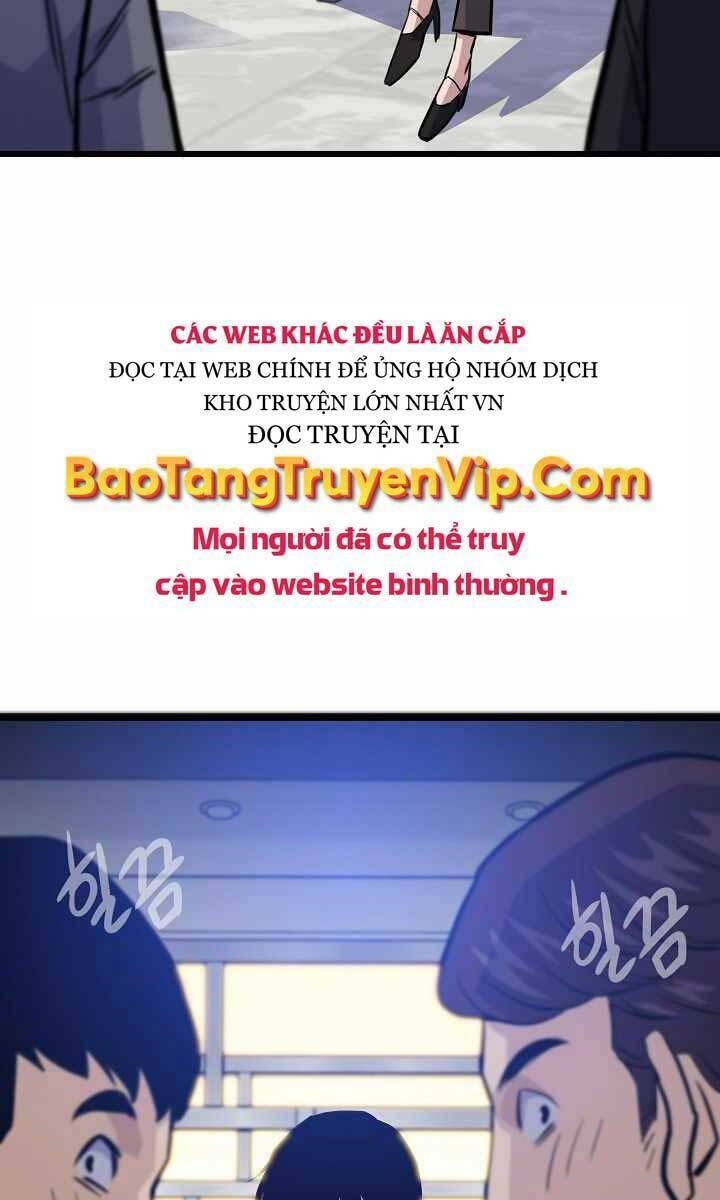 CÁC WEB KHÁC ĐỀU LÀ ĂN CẮP
ĐỌC TẠI WEB CHÍNH ĐỂ ỦNG HỘ NHÓM DỊCH
KHO TRUYỆN LỚN NHẤT VN
ĐỌC TRUYỆN TẠI
BaoTangTruyenVip.Com
Mọi người đã có thể truy
cập vào website bình thường .
힐끔
힐끔